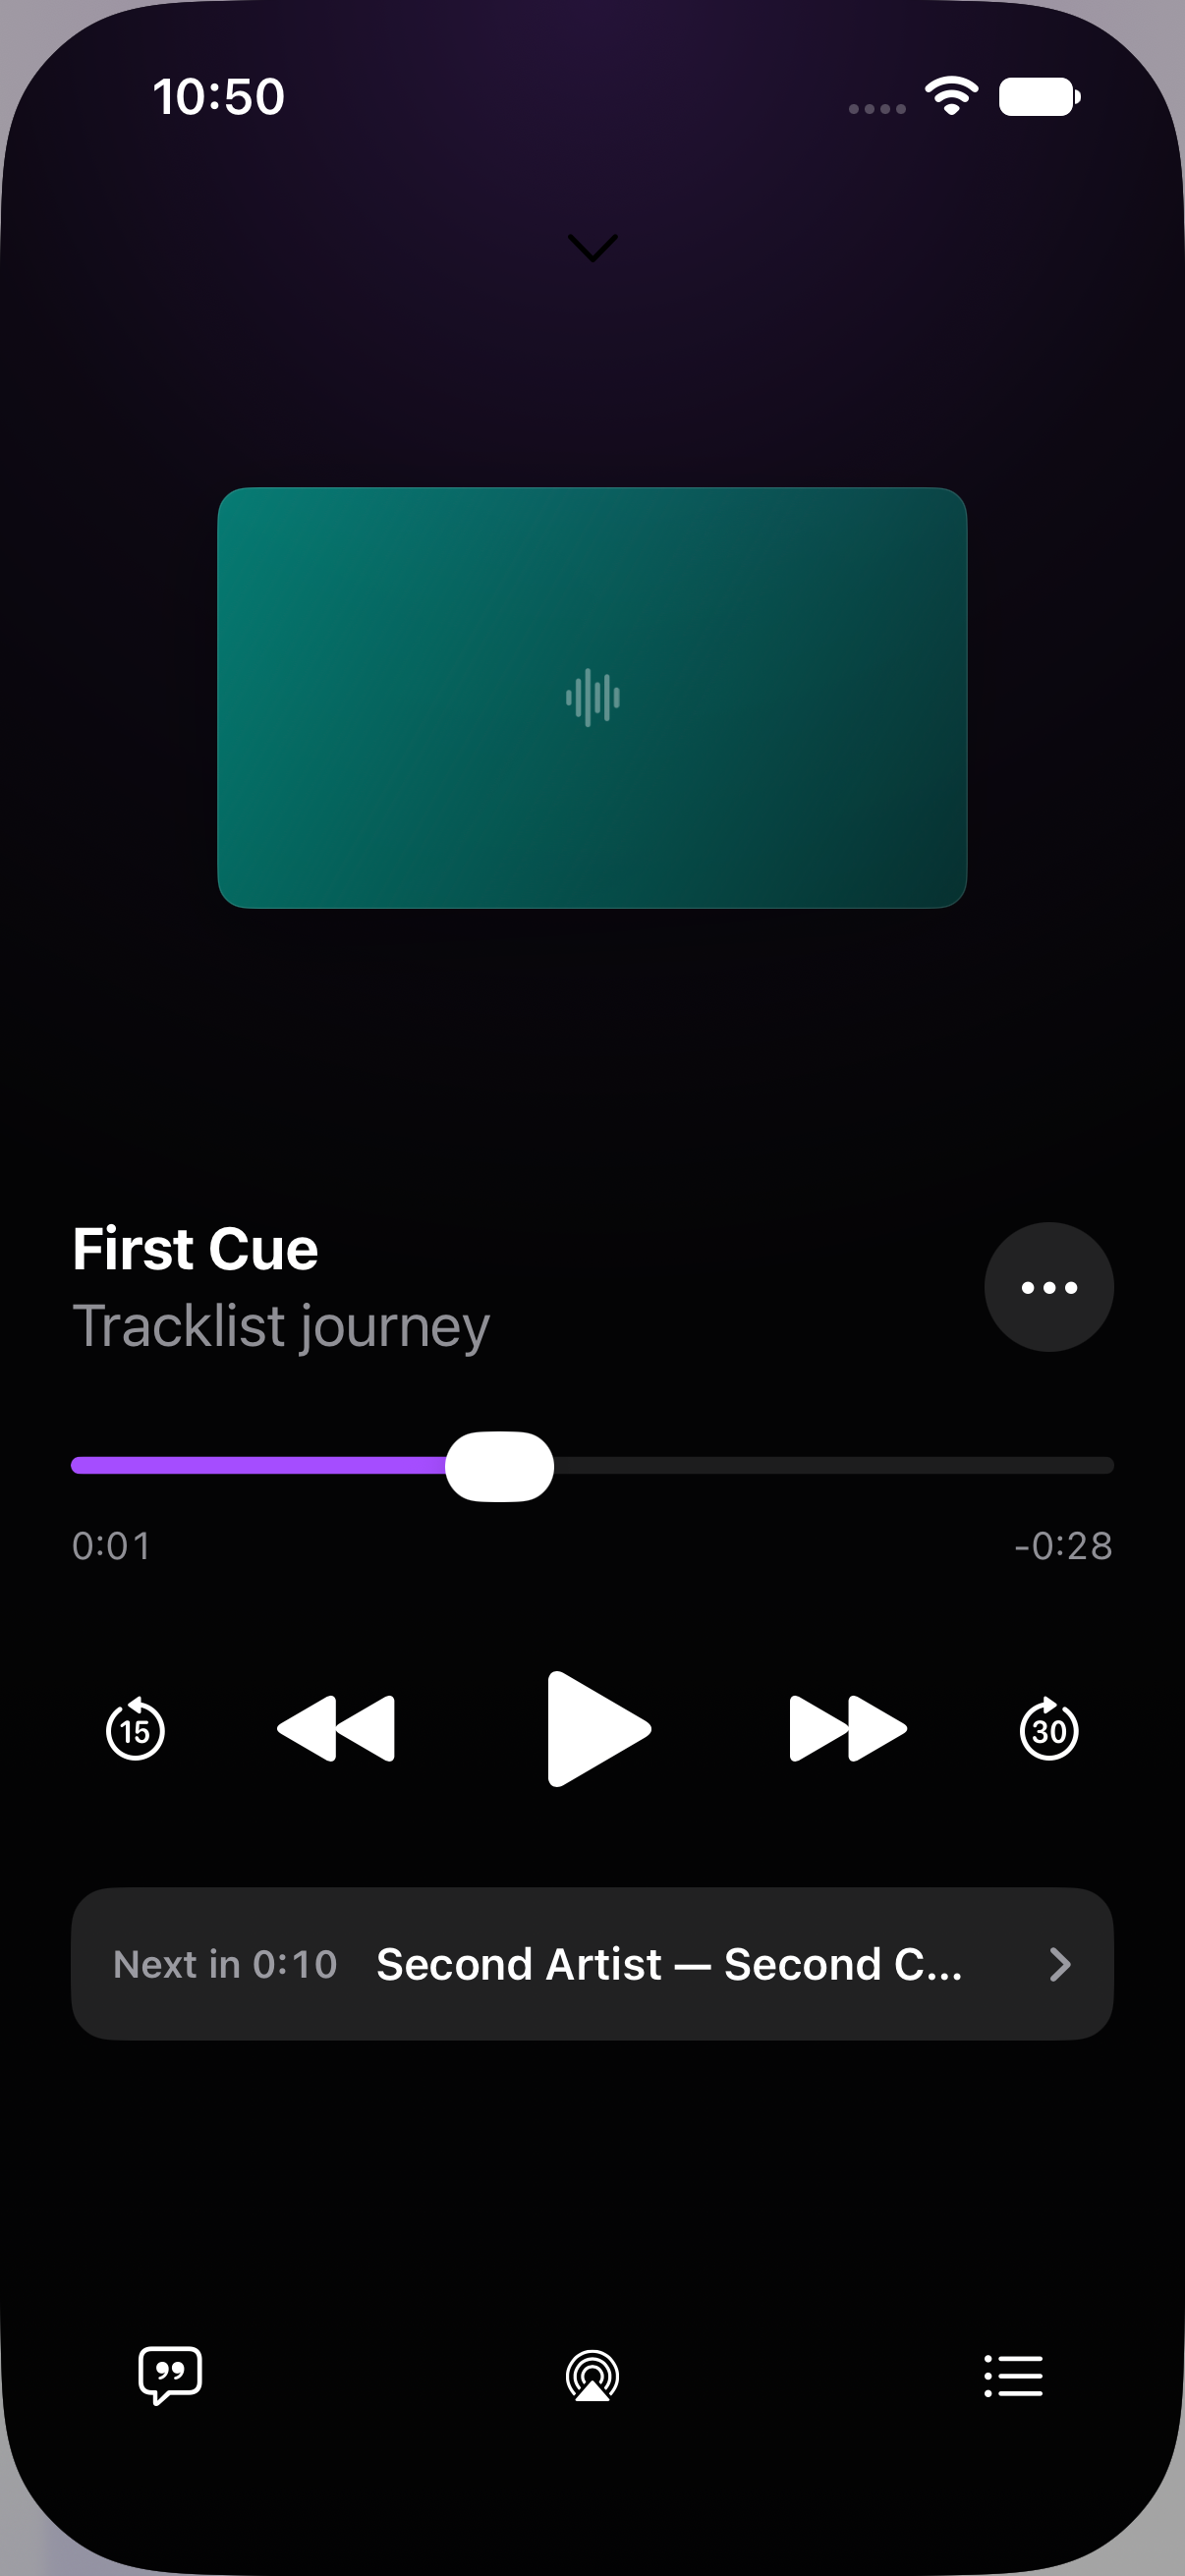 10:50
First Cue
Tracklist journey
0:01 -0:28
15 30
Next in 0:10 Second Artist — Second C...